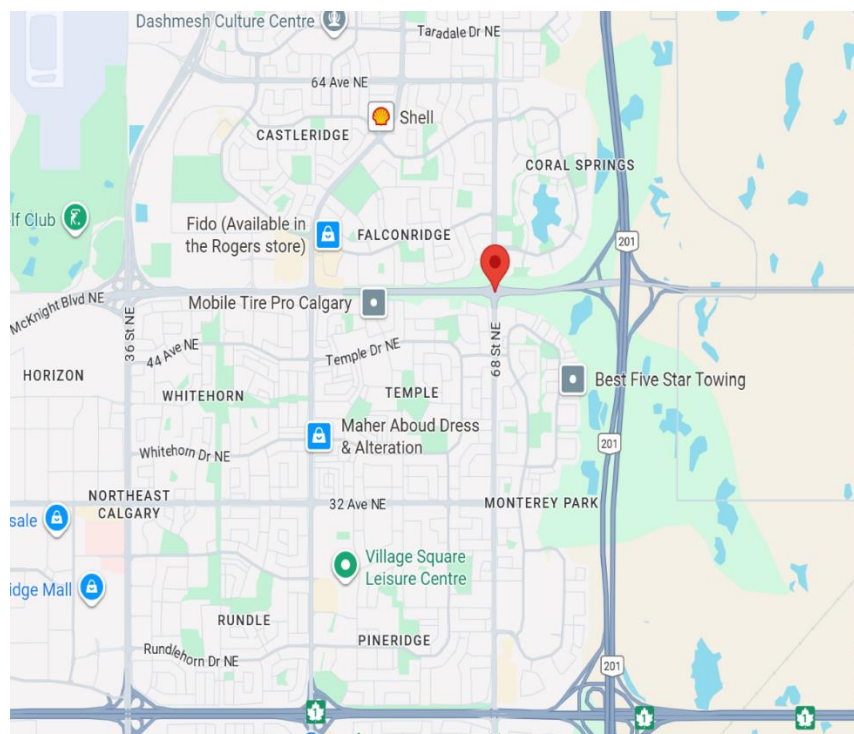 Dashmesh Culture Centre
Taradale Dr NE
64 Ave NE
Shell
CASTLERIDGE
CORAL SPRINGS
lf Club
Fido (Available in
the Rogers store)
FALCONRIDGE
201
McKnight Blvd NE
Mobile Tire Pro Calgary
36 St NE
44 Ave NE
Temple Dr NE
68 St NE
HORIZON
WHITEHORN
TEMPLE
Best Five Star Towing
Maher Aboud Dress
& Alteration
Whitehorn Dr NE
201
NORTHEAST
CALGARY
32 Ave NE
MONTEREY PARK
sale
Village Square
Leisure Centre
idge Mall
RUNDLE
PINERIDGE
Rundlehorn Dr NE
201
1
1
1